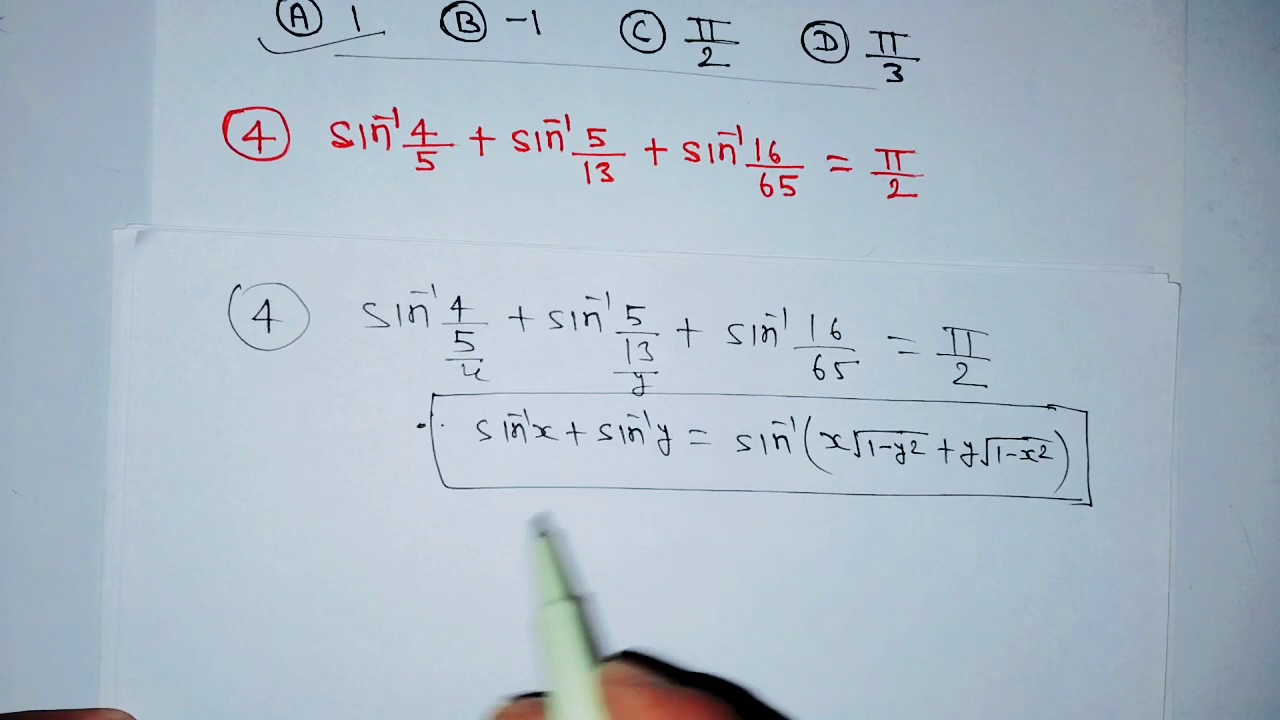 (A) 1 (B) -1 (C) π/2 (D) π/3
(4) sin⁻¹ 4/5 + sin⁻¹ 5/13 + sin⁻¹ 16/65 = π/2
(4) sin⁻¹ 4/5 + sin⁻¹ 5/13 + sin⁻¹ 16/65 = π/2
x y
sin⁻¹x + sin⁻¹y = sin⁻¹(x√1-y² + y√1-x²)